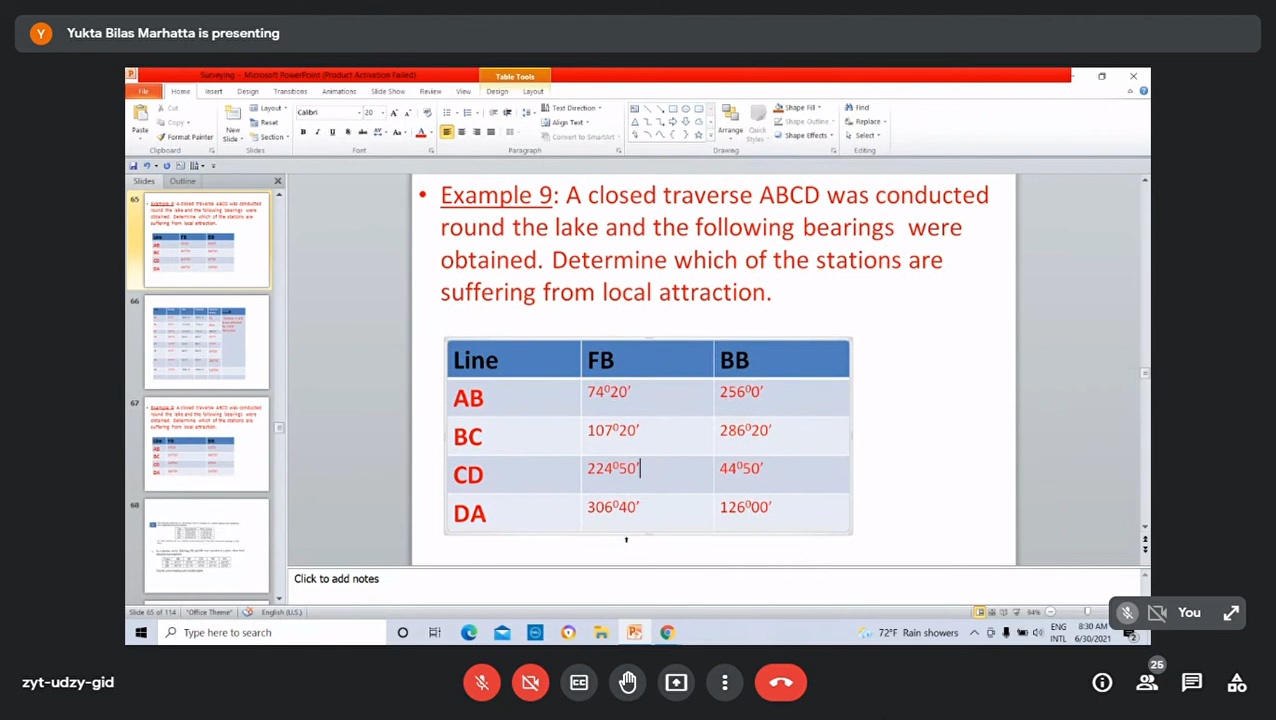 Y Yukta Bilas Marhatta is presenting
Surveying - Microsoft PowerPoint (Product Activation Failed)
Table Tools
File Home Insert Design Transitions Animations Slide Show Review View Design Layout
Paste
Cut
Copy
Format Painter
Clipboard
New
Slide
Layout
Reset
Section
Slides
Calibri 20
Font
Text Direction
Align Text
Convert to SmartArt
Paragraph
Arrange
Quick
Styles
Shape Fill
Shape Outline
Shape Effects
Drawing
Find
Replace
Select
Editing
Slides Outline
65
66
67
68
• Example 9: A closed traverse ABCD was conducted
round the lake and the following bearings were
obtained. Determine which of the stations are
suffering from local attraction.
Line FB BB
AB 74⁰20’ 256⁰0’
BC 107⁰20’ 286⁰20’
CD 224⁰50’ 44⁰50’
DA 306⁰40’ 126⁰00’
Click to add notes
Slide 65 of 114 "Office Theme" English (U.S.) 94%
Type here to search
72°F Rain showers
ENG
INTL
8:30 AM
6/30/2021
2
You
zyt-udzy-gid
CC
25